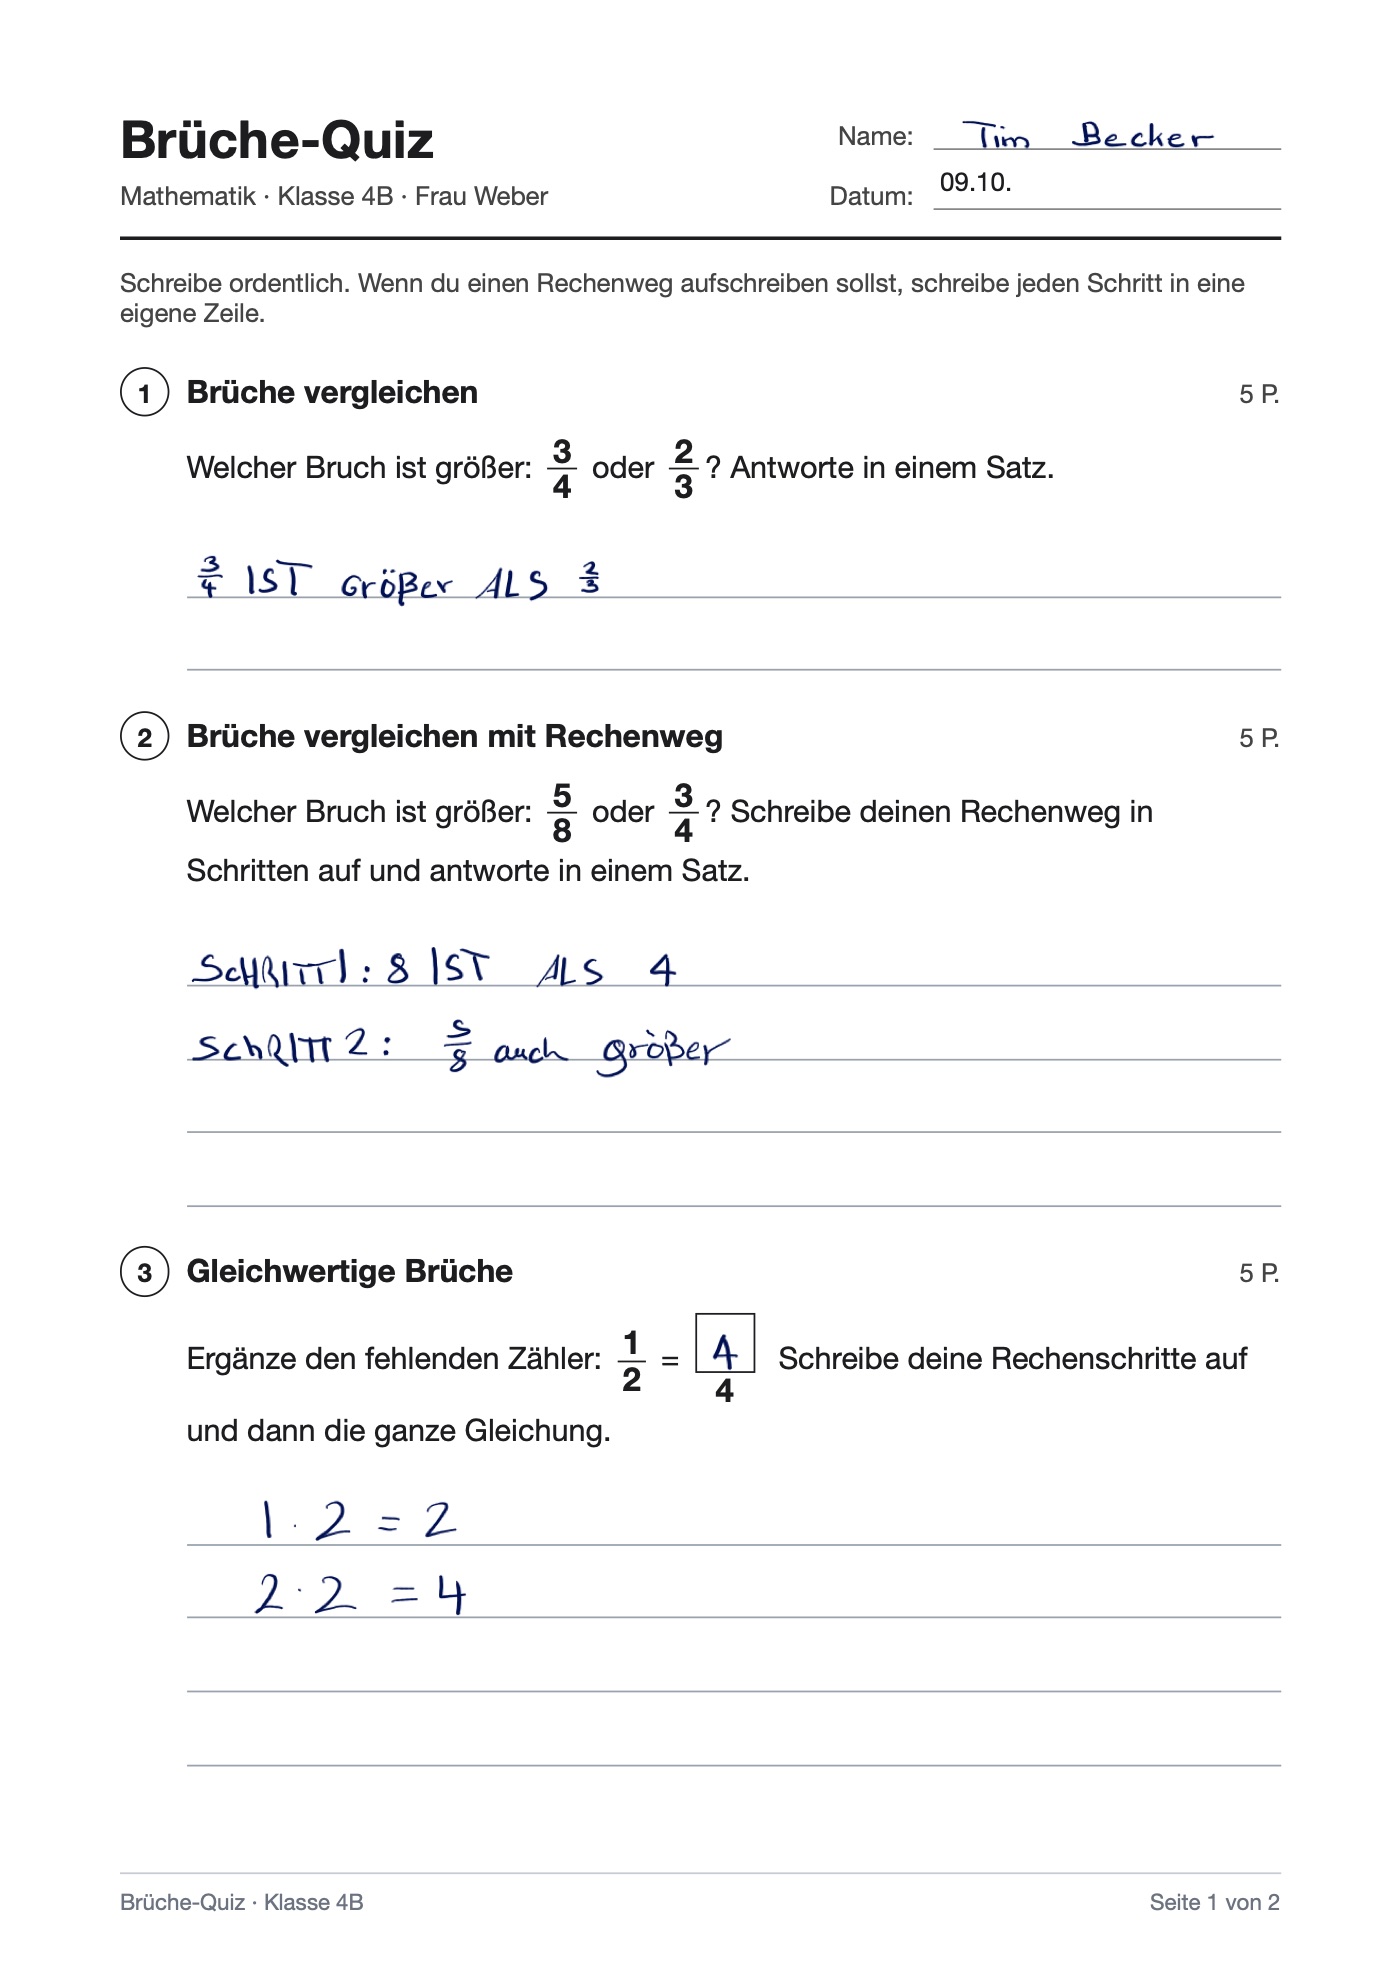 Brüche-Quiz
Name: Tim Becker
Mathematik · Klasse 4B · Frau Weber
Datum: 09.10.
Schreibe ordentlich. Wenn du einen Rechenweg aufschreiben sollst, schreibe jeden Schritt in eine
eigene Zeile.
1 Brüche vergleichen 5 P.
Welcher Bruch ist größer: 3/4 oder 2/3? Antworte in einem Satz.
3/4 IST Größer ALS 2/3
2 Brüche vergleichen mit Rechenweg 5 P.
Welcher Bruch ist größer: 5/8 oder 3/4? Schreibe deinen Rechenweg in
Schritten auf und antworte in einem Satz.
ScHRITT1: 8 IST ALS 4
SchRITT 2: 5/8 auch größer
3 Gleichwertige Brüche 5 P.
Ergänze den fehlenden Zähler: 1/2 = 4/4 Schreibe deine Rechenschritte auf
und dann die ganze Gleichung.
1 · 2 = 2
2 · 2 = 4
Brüche-Quiz · Klasse 4B
Seite 1 von 2